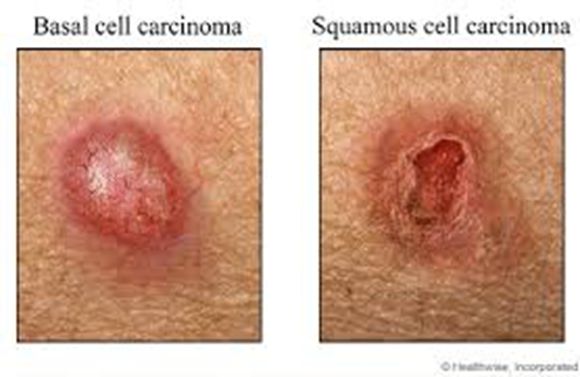 Basal cell carcinoma
Squamous cell carcinoma
© Healthwise, Incorporated